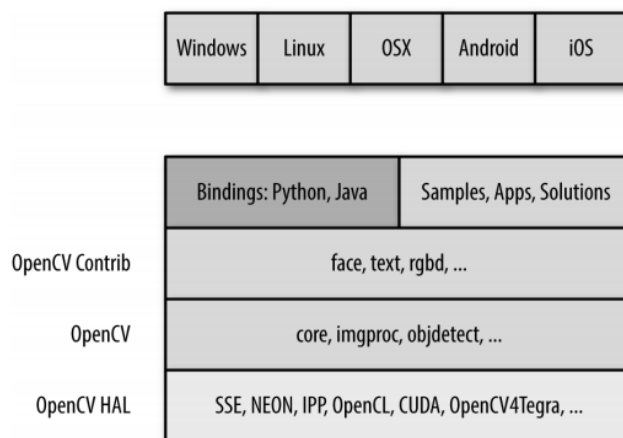 Windows Linux OSX Android iOS
Bindings: Python, Java Samples, Apps, Solutions
OpenCV Contrib face, text, rgbd, ...
OpenCV core, imgproc, objdetect, ...
OpenCV HAL SSE, NEON, IPP, OpenCL, CUDA, OpenCV4Tegra, ...